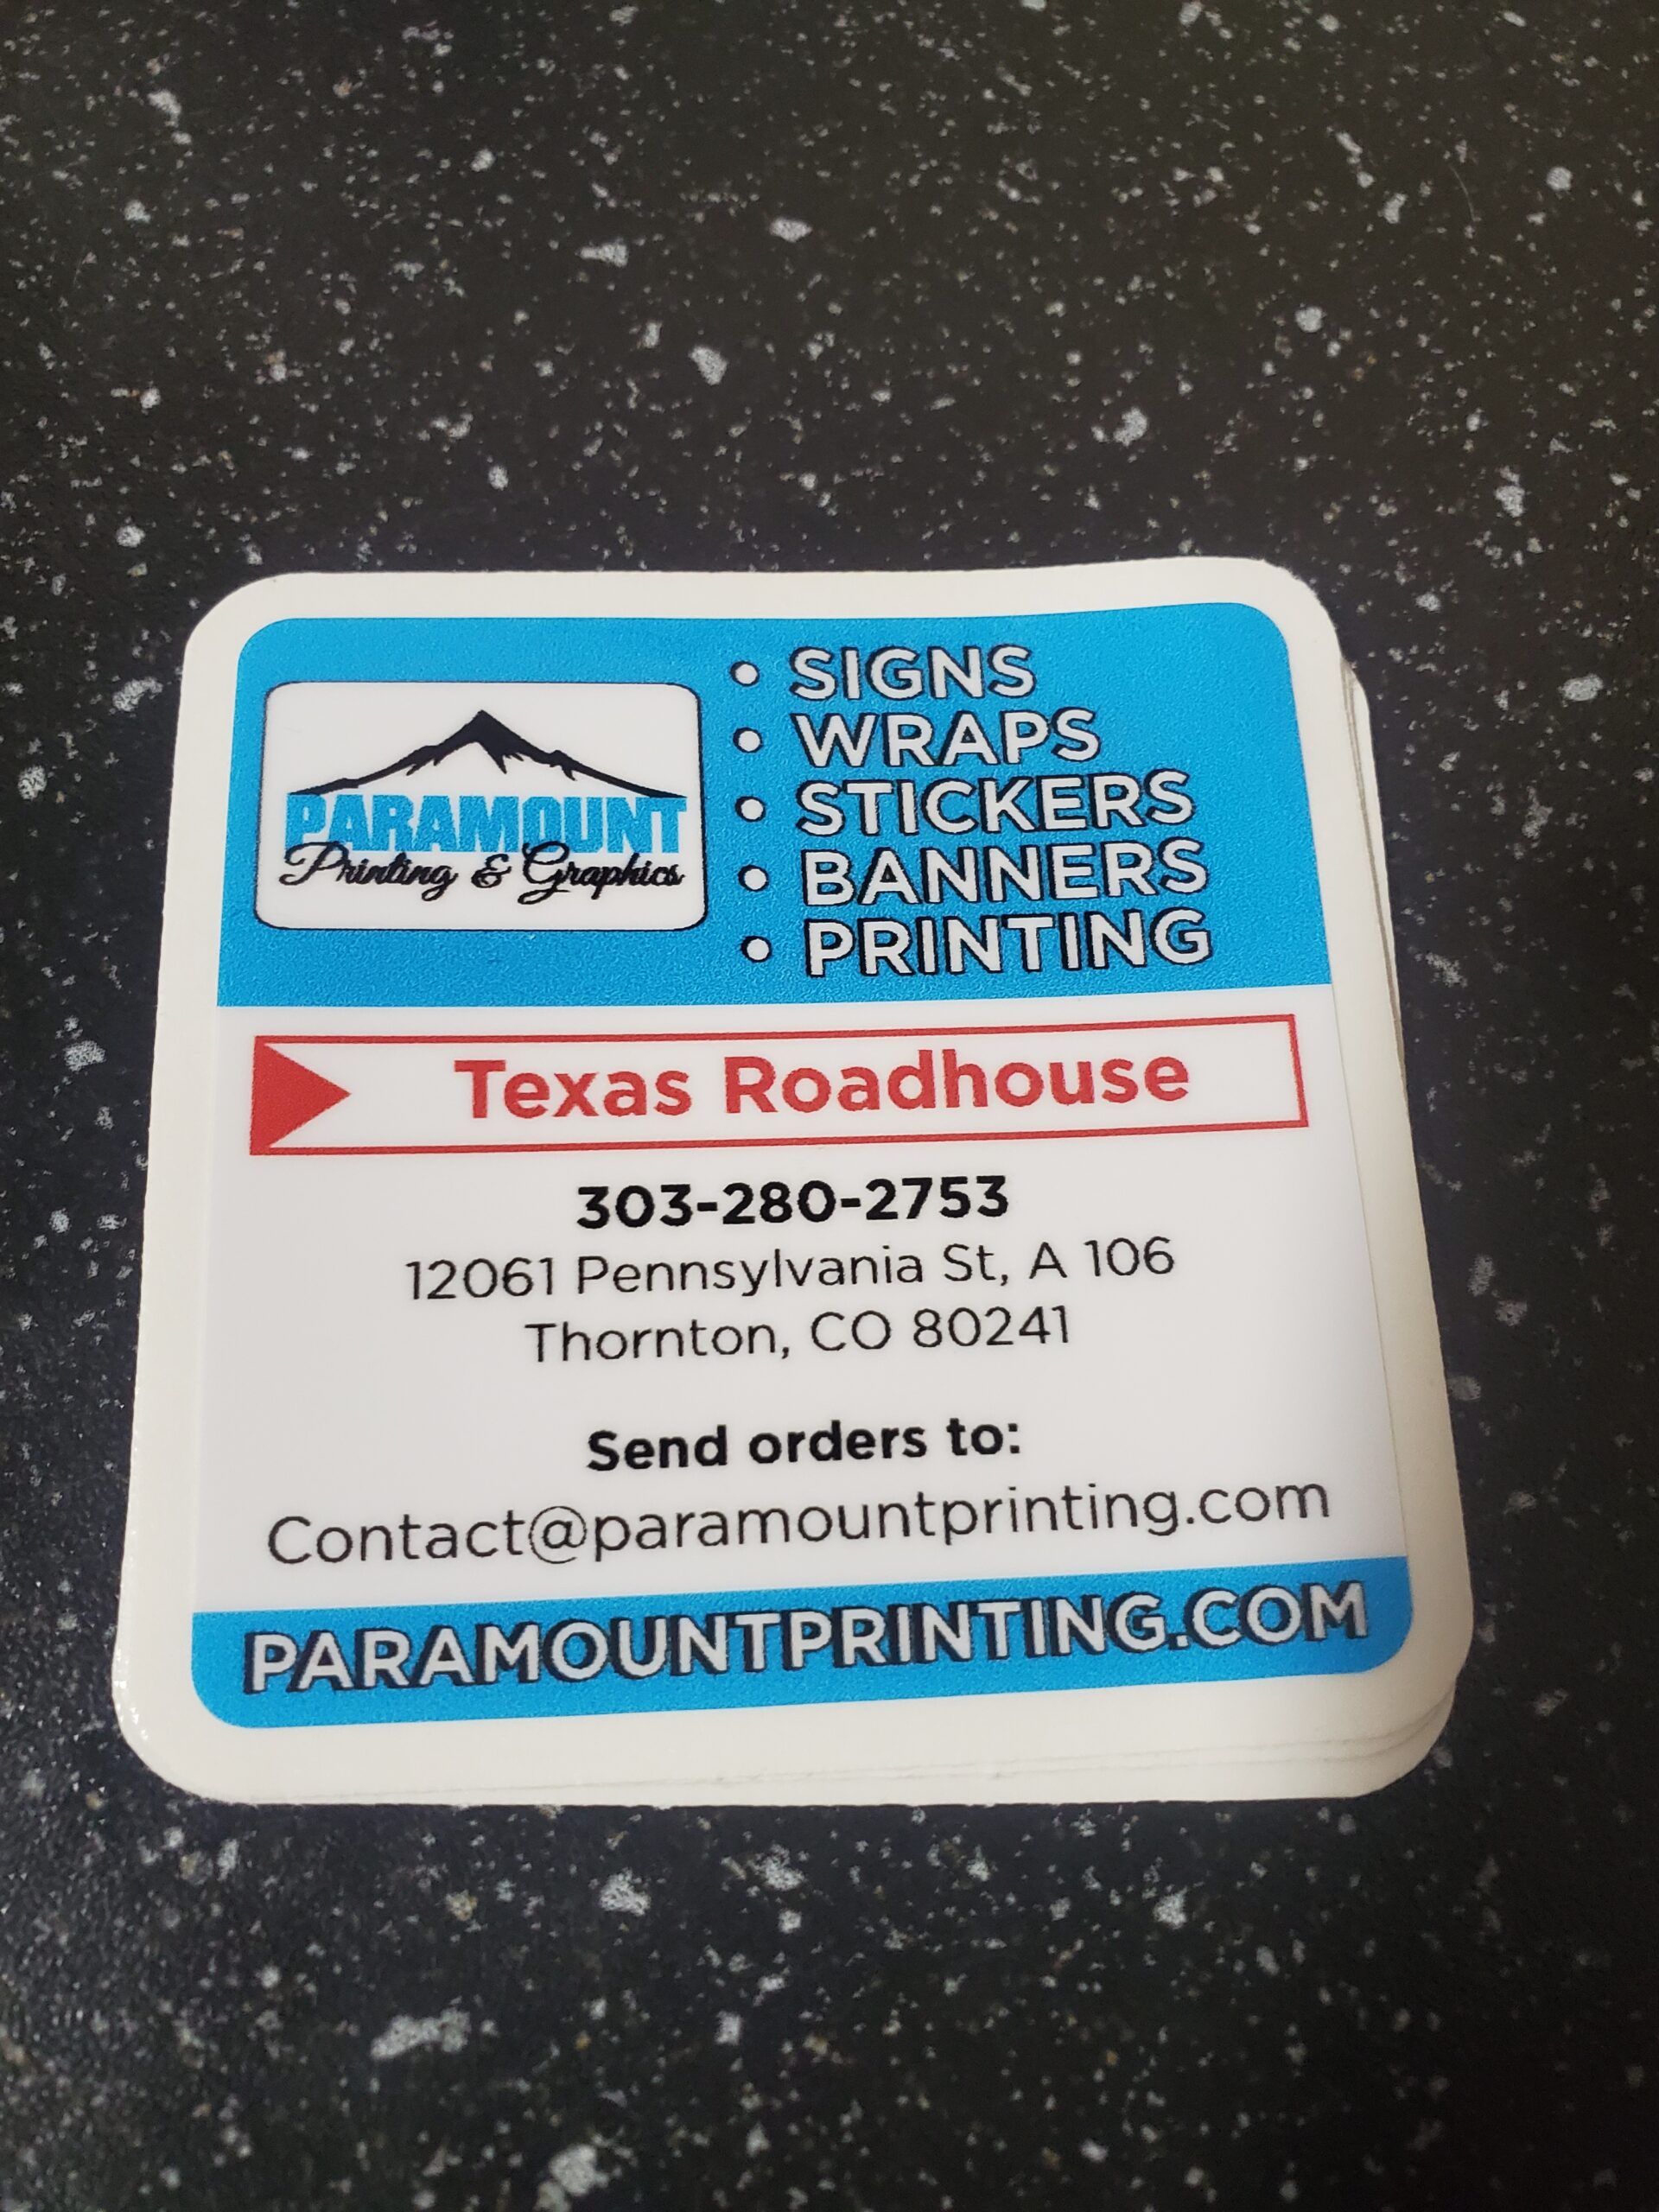 PARAMOUNT
Printing & Graphics
• SIGNS
• WRAPS
• STICKERS
• BANNERS
• PRINTING
Texas Roadhouse
303-280-2753
12061 Pennsylvania St, A 106
Thornton, CO 80241
Send orders to:
Contact@paramountprinting.com
PARAMOUNTPRINTING.COM